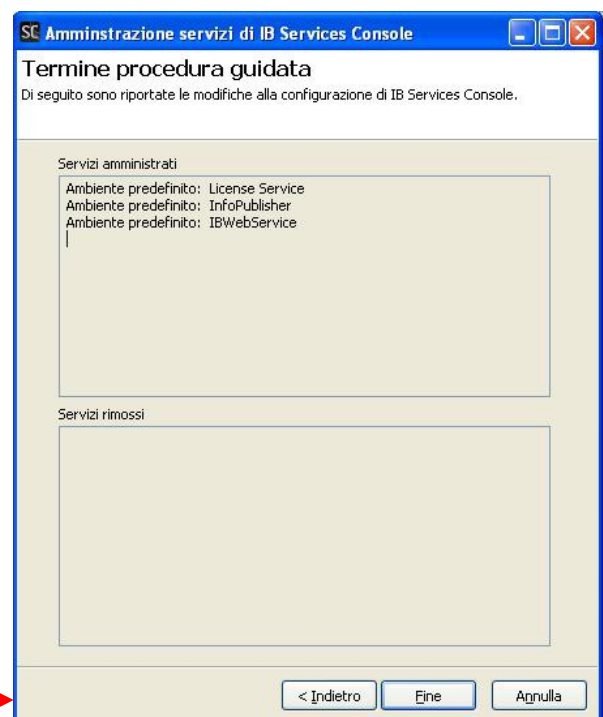 SC Amminstrazione servizi di IB Services Console
Termine procedura guidata
Di seguito sono riportate le modifiche alla configurazione di IB Services Console.
Servizi amministrati
Ambiente predefinito: License Service
Ambiente predefinito: InfoPublisher
Ambiente predefinito: IBWebService
Servizi rimossi
< Indietro Fine Annulla